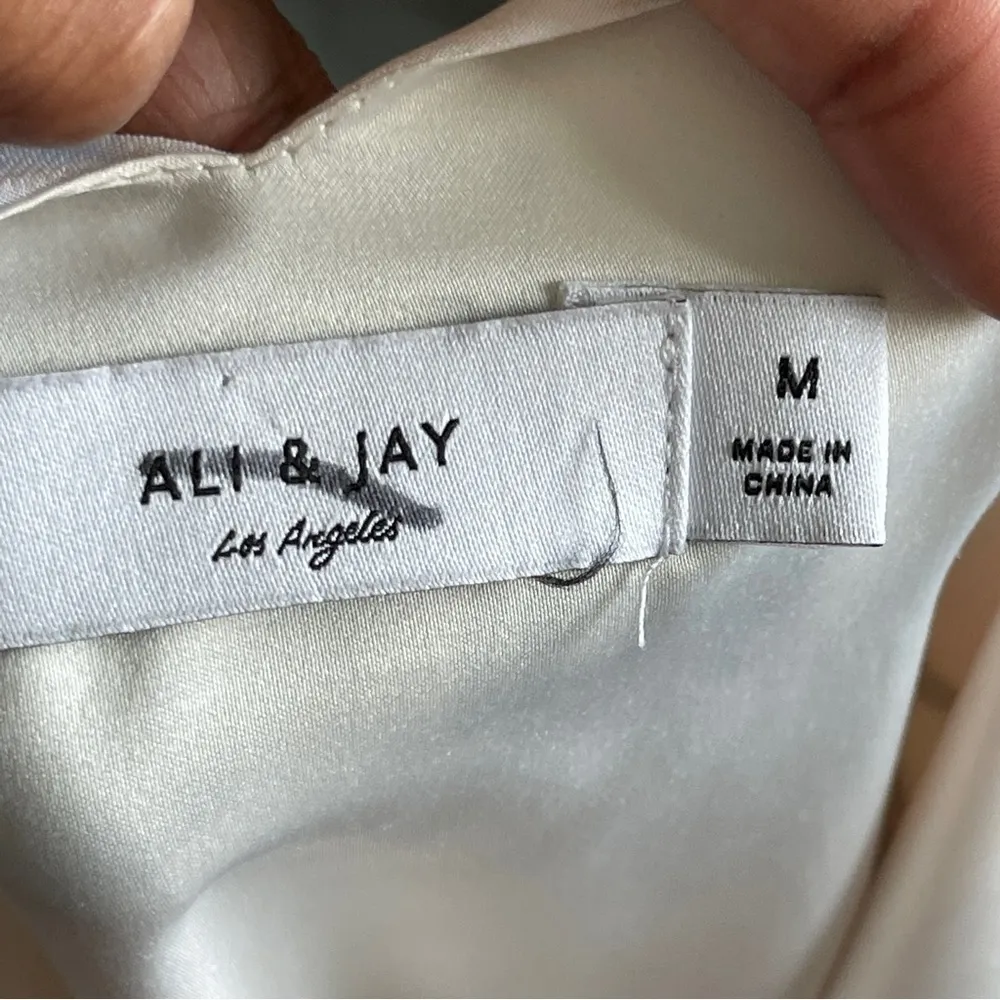 ALI & JAY
Los Angeles
M
MADE IN
CHINA